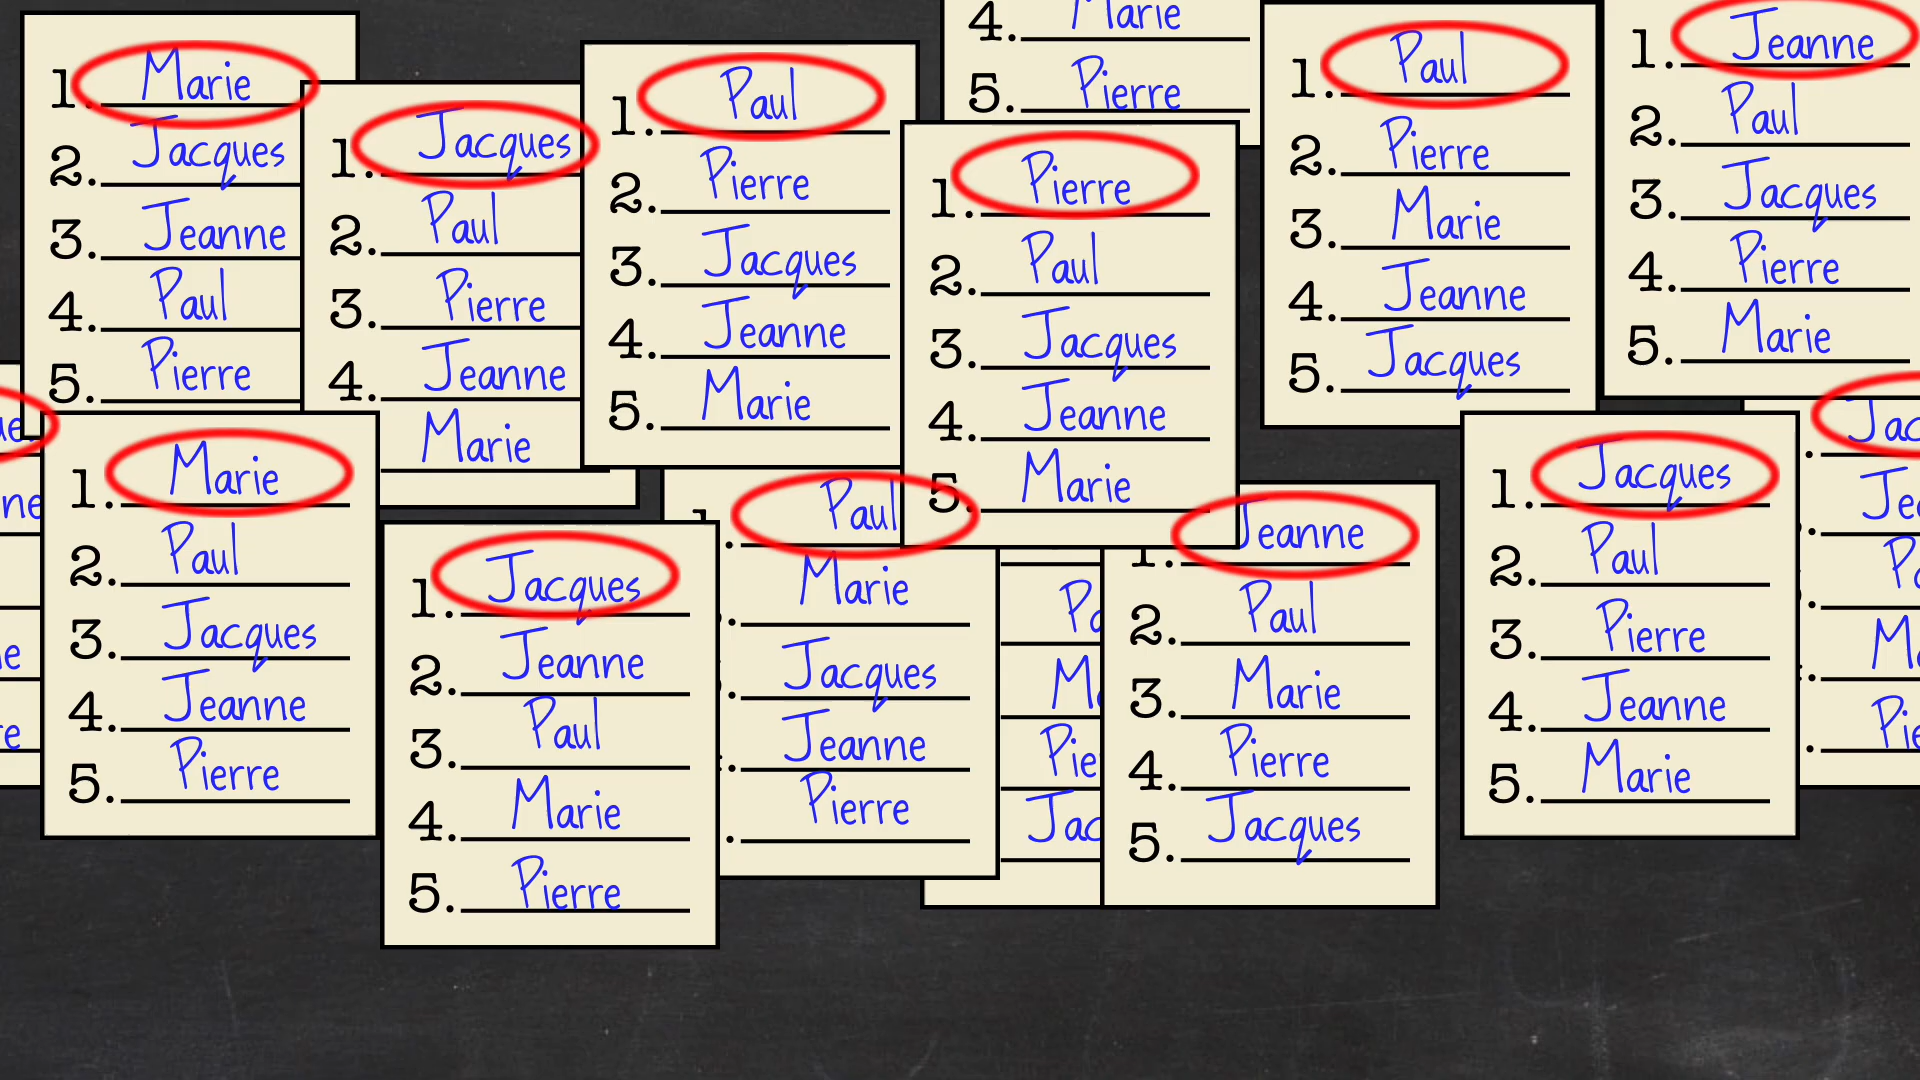 1. Marie
2. Jacques
3. Jeanne
4. Paul
5. Pierre
1. Jacques
2. Paul
3. Pierre
4. Jeanne
Marie
1. Paul
2. Pierre
3. Jacques
4. Jeanne
5. Marie
4. Marie
5. Pierre
1. Pierre
2. Paul
3. Jacques
4. Jeanne
5. Marie
1. Paul
2. Pierre
3. Marie
4. Jeanne
5. Jacques
1. Jeanne
2. Paul
3. Jacques
4. Pierre
5. Marie
1. Marie
2. Paul
3. Jacques
4. Jeanne
5. Pierre
1. Jacques
2. Jeanne
3. Paul
4. Marie
5. Pierre
1. Paul
Marie
Jacques
Jeanne
Pierre
1. Jeanne
2. Paul
3. Marie
4. Pierre
5. Jacques
1. Jacques
2. Paul
3. Pierre
4. Jeanne
5. Marie